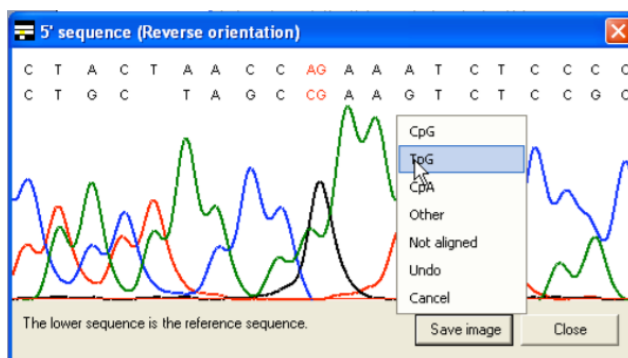 5' sequence (Reverse orientation)
C T A C T A A C C AG A A A T C T C C C C
C T G C T A G C CG A A G T C T C C G C
CpG
TpG
CpA
Other
Not aligned
Undo
Cancel
The lower sequence is the reference sequence.
Save image
Close